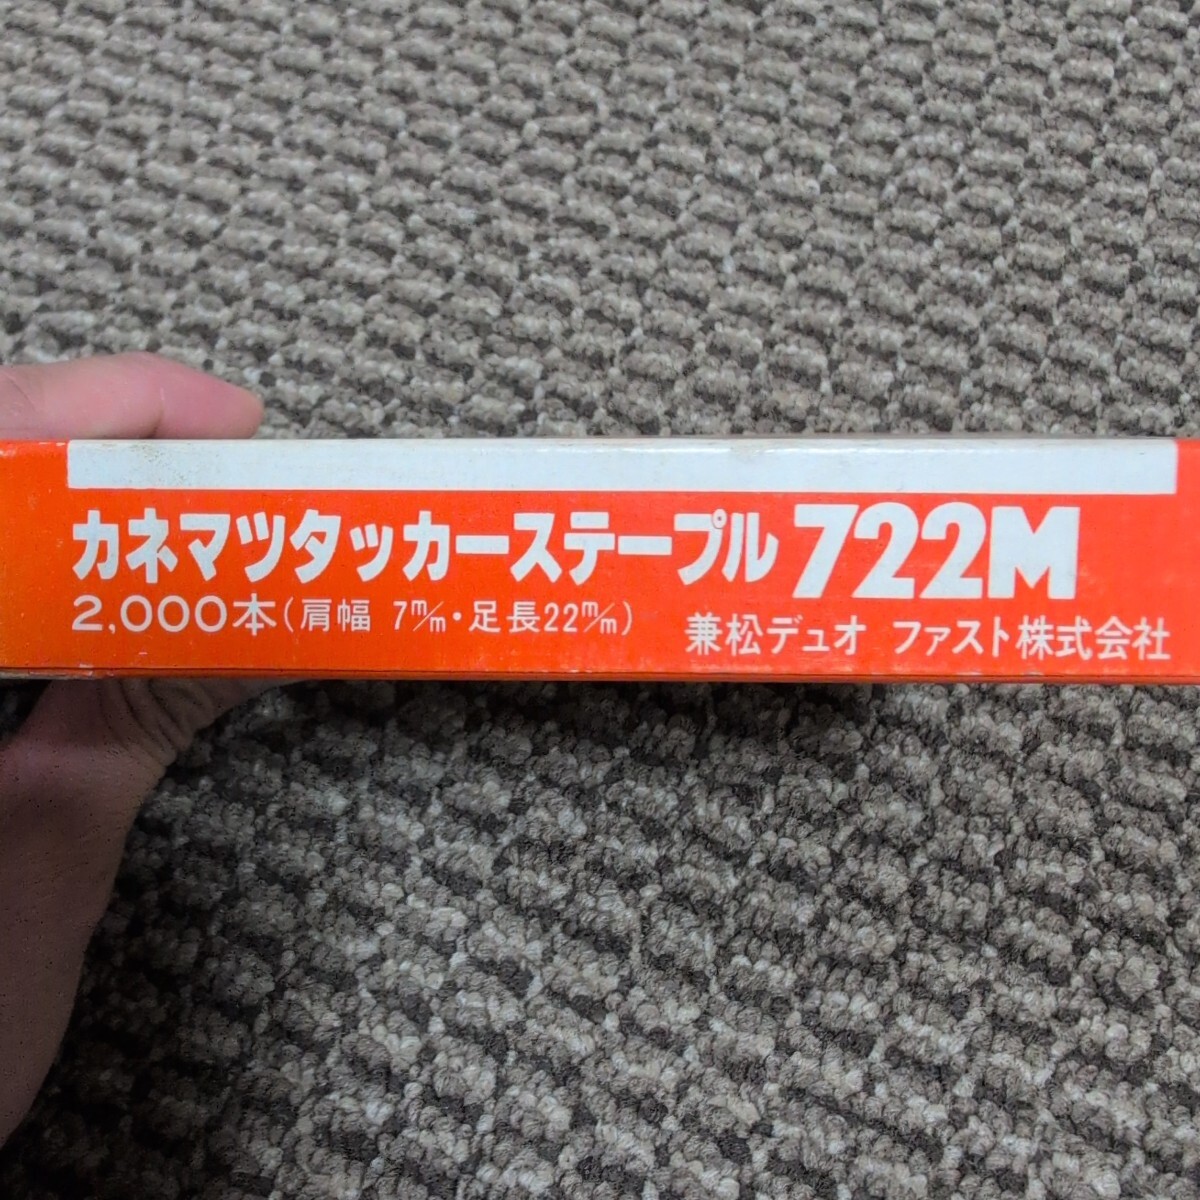 カネマツタッカーステープル 722M
2,000本(肩幅 7m/m・足長22m/m)
兼松デュオ ファスト株式会社